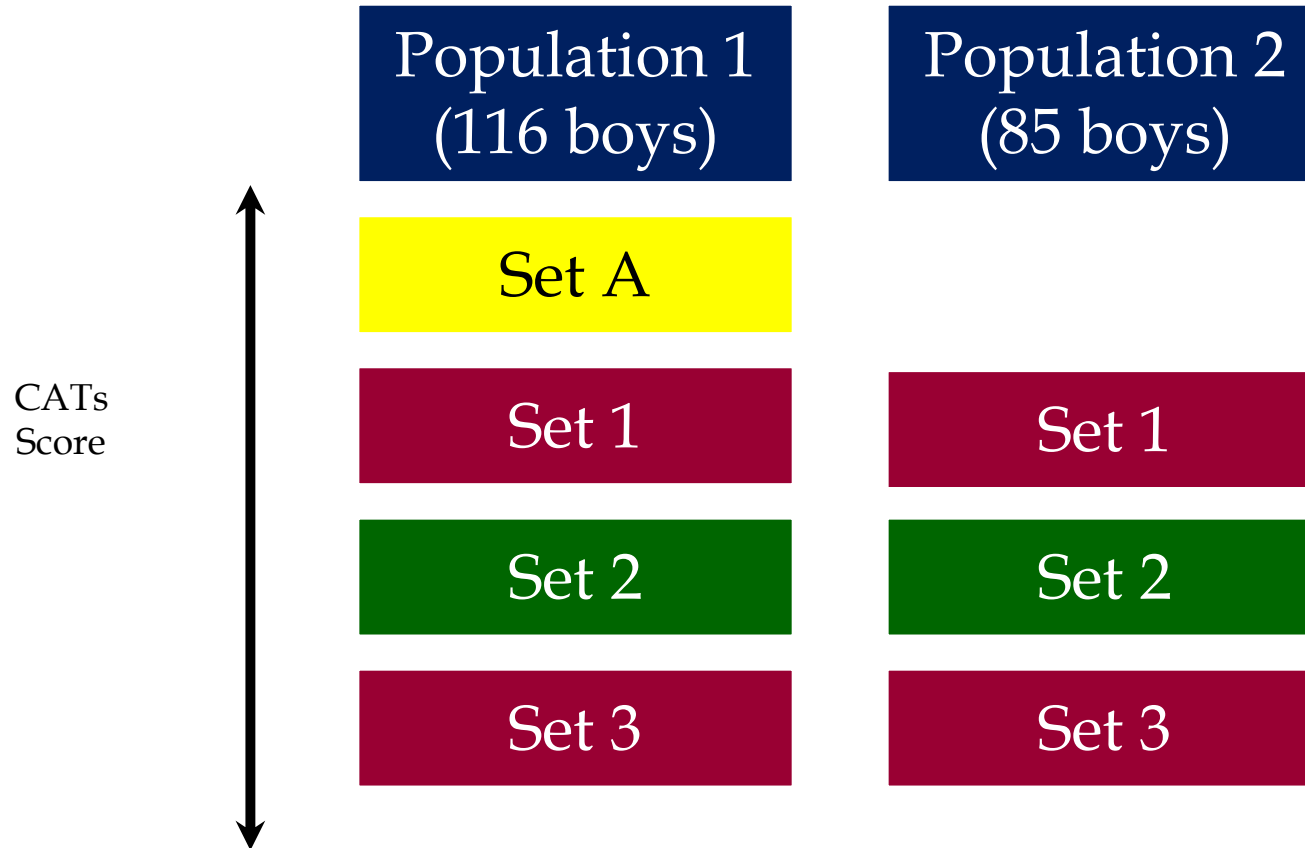 Population 1
(116 boys)
Population 2
(85 boys)
Set A
CATs
Score
Set 1
Set 1
Set 2
Set 2
Set 3
Set 3